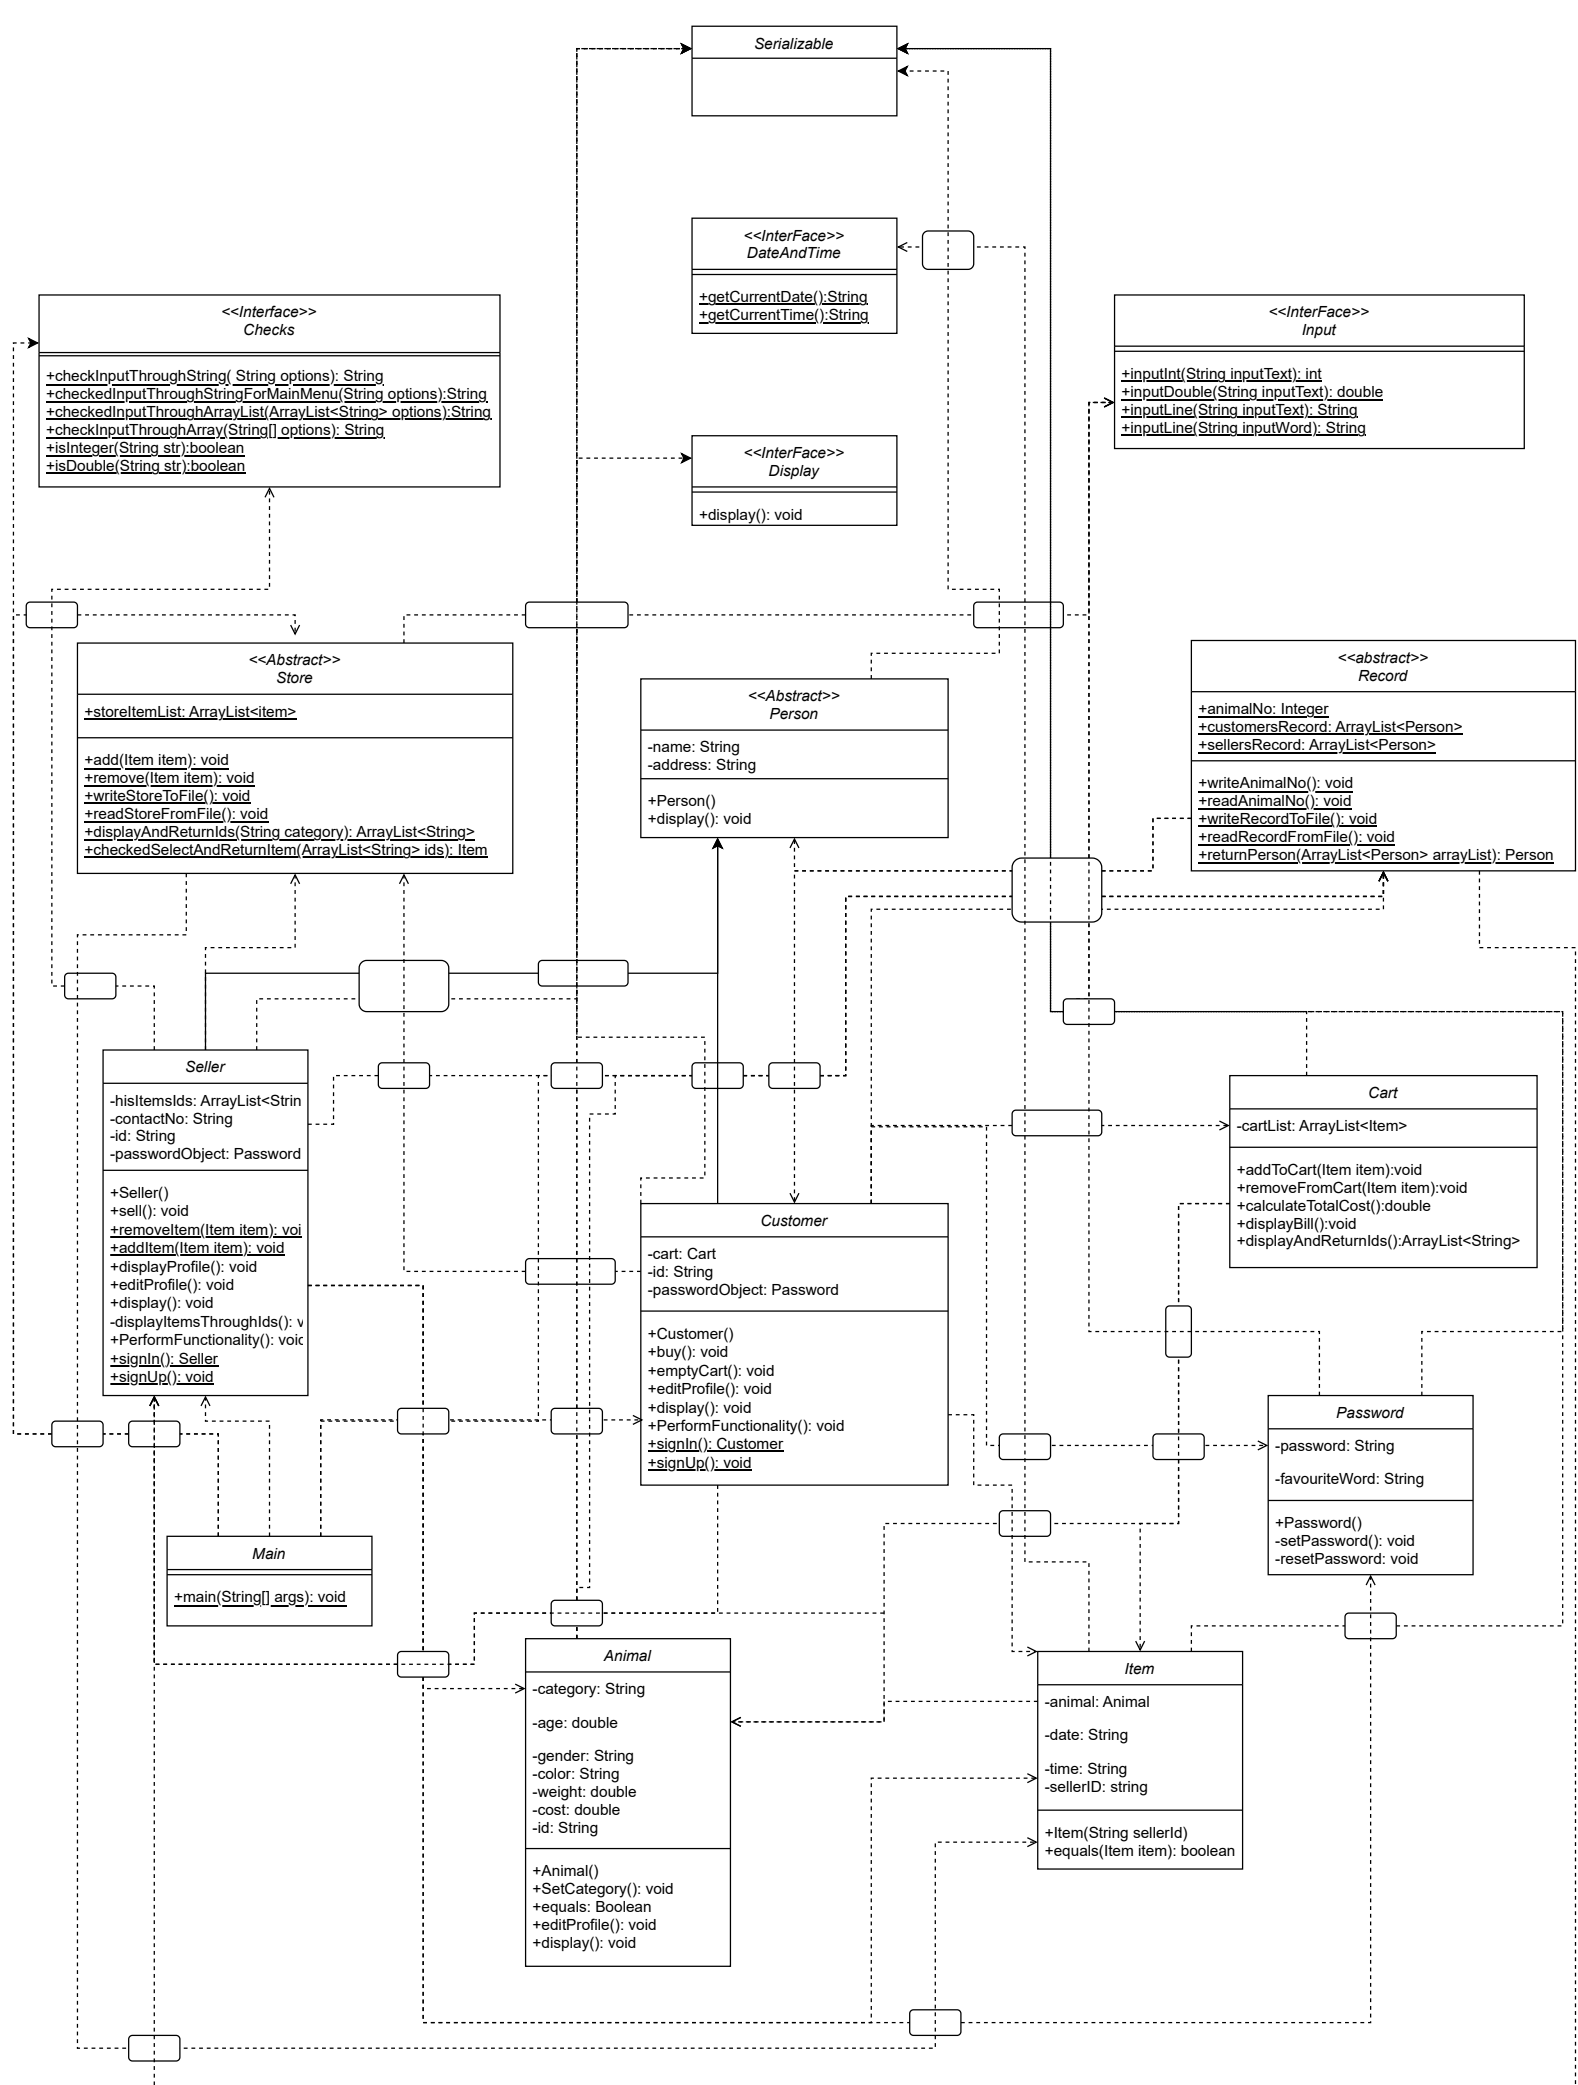 Serializable
<<InterFace>>
DateAndTime
+getCurrentDate():String
+getCurrentTime():String
<<Interface>>
Checks
+checkInputThroughString( String options): String
+checkedInputThroughStringForMainMenu(String options):String
+checkedInputThroughArrayList(ArrayList<String> options):String
+checkInputThroughArray(String[] options): String
+isInteger(String str):boolean
+isDouble(String str):boolean
<<InterFace>>
Input
+inputInt(String inputText): int
+inputDouble(String inputText): double
+inputLine(String inputText): String
+inputLine(String inputWord): String
<<InterFace>>
Display
+display(): void
<<Abstract>>
Store
+storeItemList: ArrayList<item>
+add(Item item): void
+remove(Item item): void
+writeStoreToFile(): void
+readStoreFromFile(): void
+displayAndReturnIds(String category): ArrayList<String>
+checkedSelectAndReturnItem(ArrayList<String> ids): Item
<<Abstract>>
Person
-name: String
-address: String
+Person()
+display(): void
<<abstract>>
Record
+animalNo: Integer
+customersRecord: ArrayList<Person>
+sellersRecord: ArrayList<Person>
+writeAnimalNo(): void
+readAnimalNo(): void
+writeRecordToFile(): void
+readRecordFromFile(): void
+returnPerson(ArrayList<Person> arrayList): Person
Seller
-hisItemsIds: ArrayList<Strin
-contactNo: String
-id: String
-passwordObject: Password
+Seller()
+sell(): void
+removeItem(Item item): voi
+addItem(Item item): void
+displayProfile(): void
+editProfile(): void
+display(): void
-displayItemsThroughIds(): v
+PerformFunctionality(): voic
+signIn(): Seller
+signUp(): void
Cart
-cartList: ArrayList<Item>
+addToCart(Item item):void
+removeFromCart(Item item):void
+calculateTotalCost():double
+displayBill():void
+displayAndReturnIds():ArrayList<String>
Customer
-cart: Cart
-id: String
-passwordObject: Password
+Customer()
+buy(): void
+emptyCart(): void
+editProfile(): void
+display(): void
+PerformFunctionality(): void
+signIn(): Customer
+signUp(): void
Password
-password: String
-favouriteWord: String
+Password()
-setPassword(): void
-resetPassword: void
Main
+main(String[] args): void
Animal
-category: String
-age: double
-gender: String
-color: String
-weight: double
-cost: double
-id: String
+Animal()
+SetCategory(): void
+equals: Boolean
+editProfile(): void
+display(): void
Item
-animal: Animal
-date: String
-time: String
-sellerID: string
+Item(String sellerId)
+equals(Item item): boolean